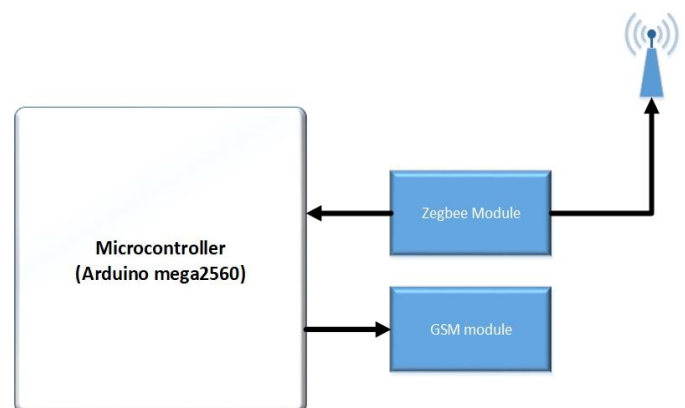 Microcontroller
(Arduino mega2560)
Zegbee Module
GSM module